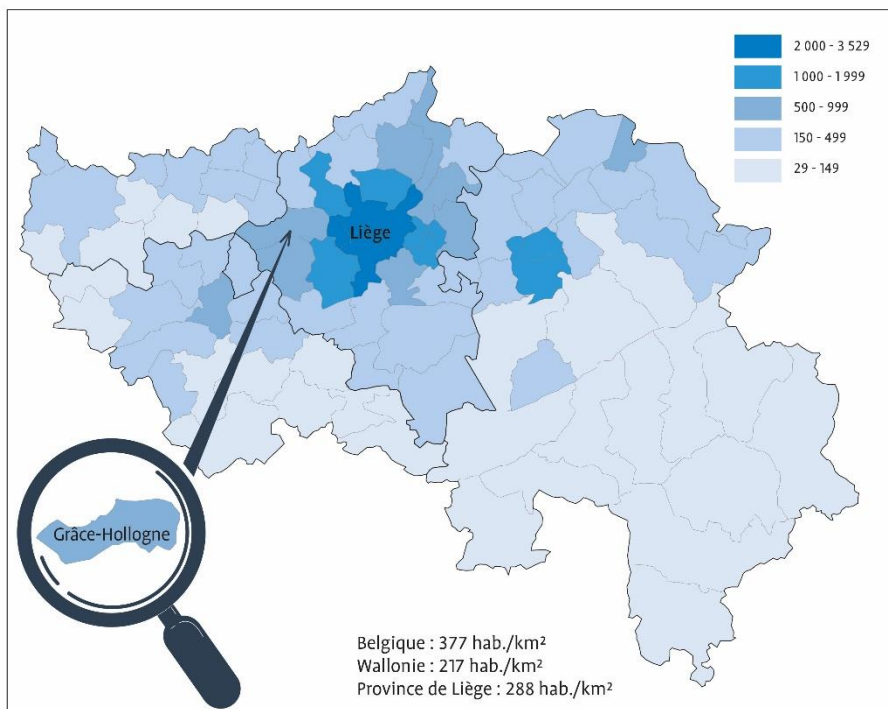 2 000 - 3 529
1 000 - 1 999
500 - 999
150 - 499
29 - 149
Liège
Grâce-Hollogne
Belgique : 377 hab./km²
Wallonie : 217 hab./km²
Province de Liège : 288 hab./km²